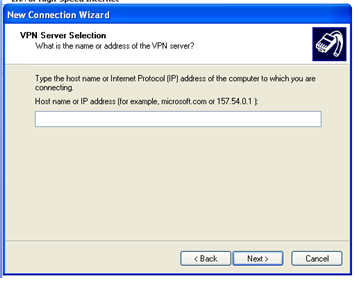 New Connection Wizard
VPN Server Selection
What is the name or address of the VPN server?
Type the host name or Internet Protocol (IP) address of the computer to which you are
connecting.
Host name or IP address (for example, microsoft.com or 157.54.0.1 ):
< Back
Next >
Cancel